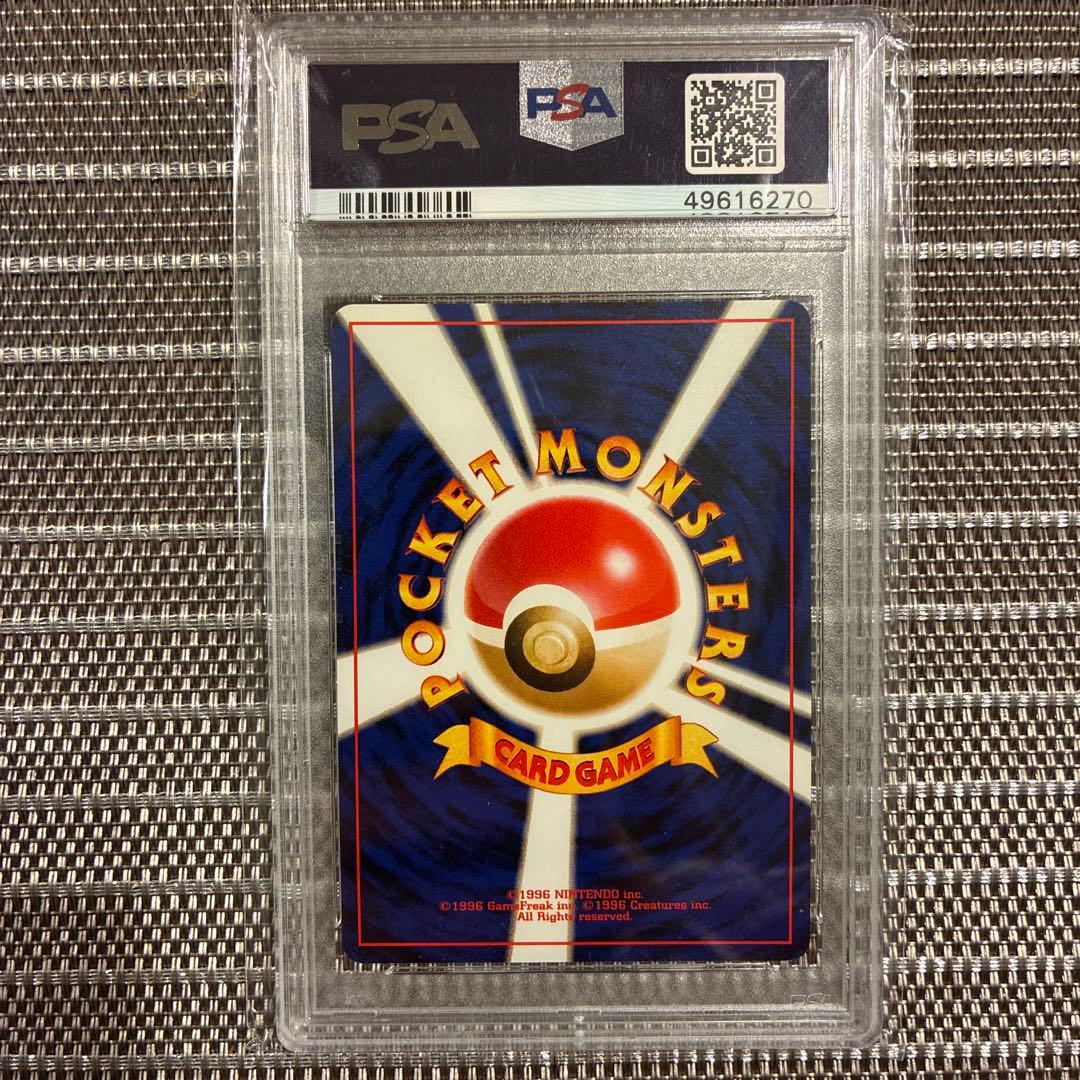 PSA
PSA
49616270
POCKET MONSTERS
CARD GAME
©1996 NINTENDO inc.
©1996 GameFreak inc. ©1996 Creatures inc.
All Rights reserved.